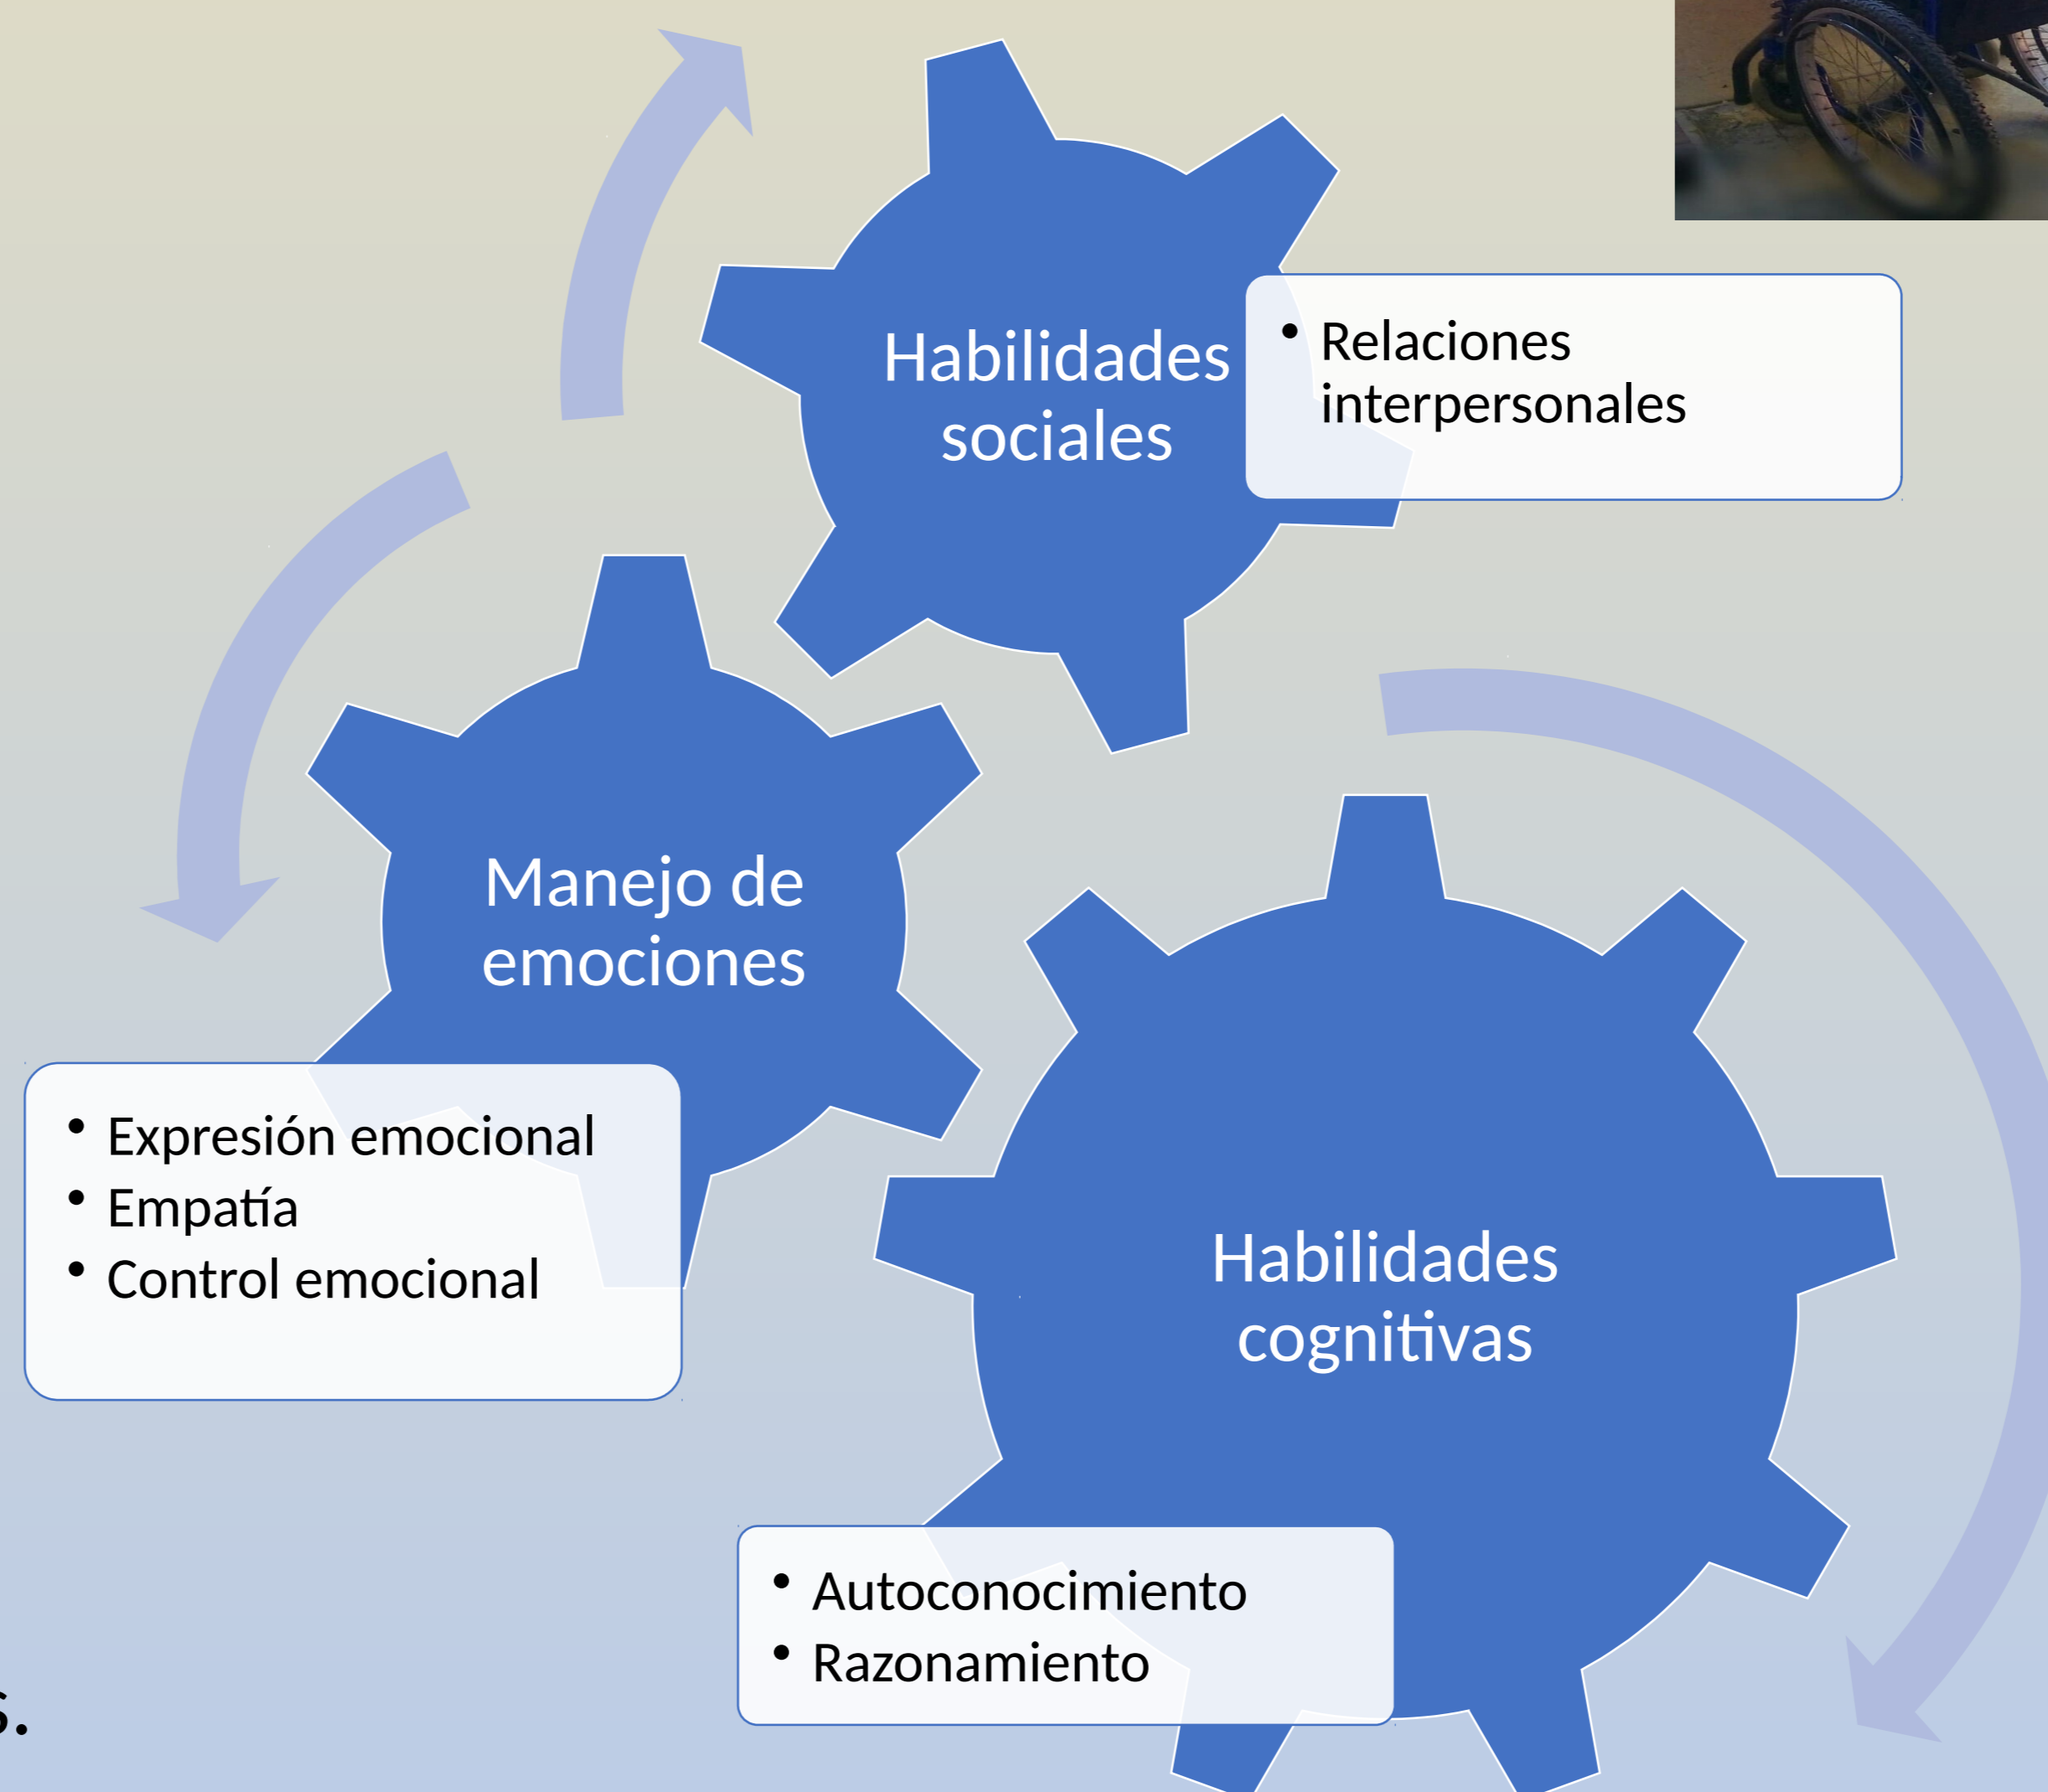 Habilidades
sociales
• Relaciones
interpersonales
Manejo de
emociones
• Expresión emocional
• Empatía
• Control emocional
Habilidades
cognitivas
• Autoconocimiento
• Razonamiento
s.